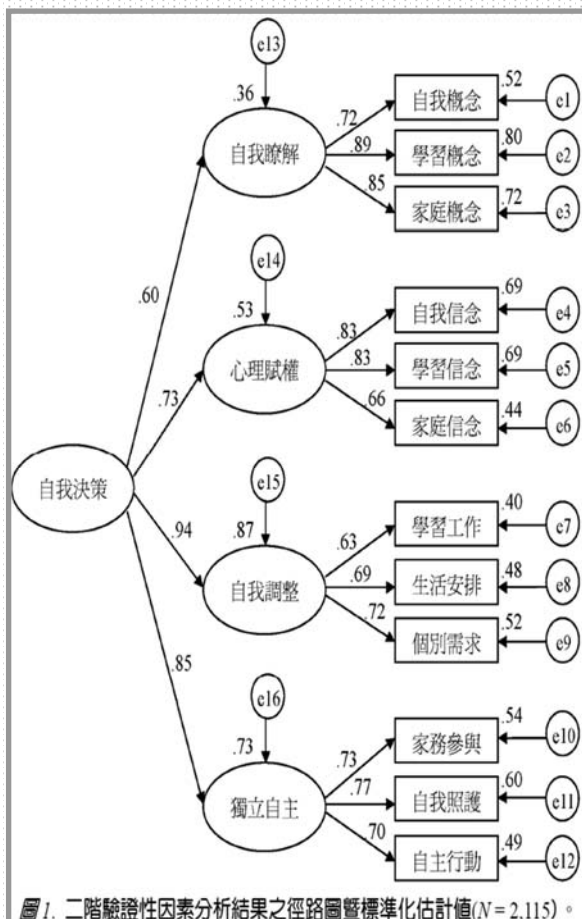 e13
.36
自我瞭解
.72
自我概念
.52
e1
.89
學習概念
.80
e2
.85
家庭概念
.72
e3
.60
e14
.53
心理賦權
.83
自我信念
.69
e4
.83
學習信念
.69
e5
.66
家庭信念
.44
e6
.73
自我決策
e15
.87
自我調整
.94
.63
學習工作
.40
e7
.69
生活安排
.48
e8
.72
個別需求
.52
e9
.85
e16
.73
獨立自主
.73
家務參與
.54
e10
.77
自我照護
.60
e11
.70
自主行動
.49
e12
圖1. 二階驗證性因素分析結果之徑路圖暨標準化估計值(N = 2,115)。